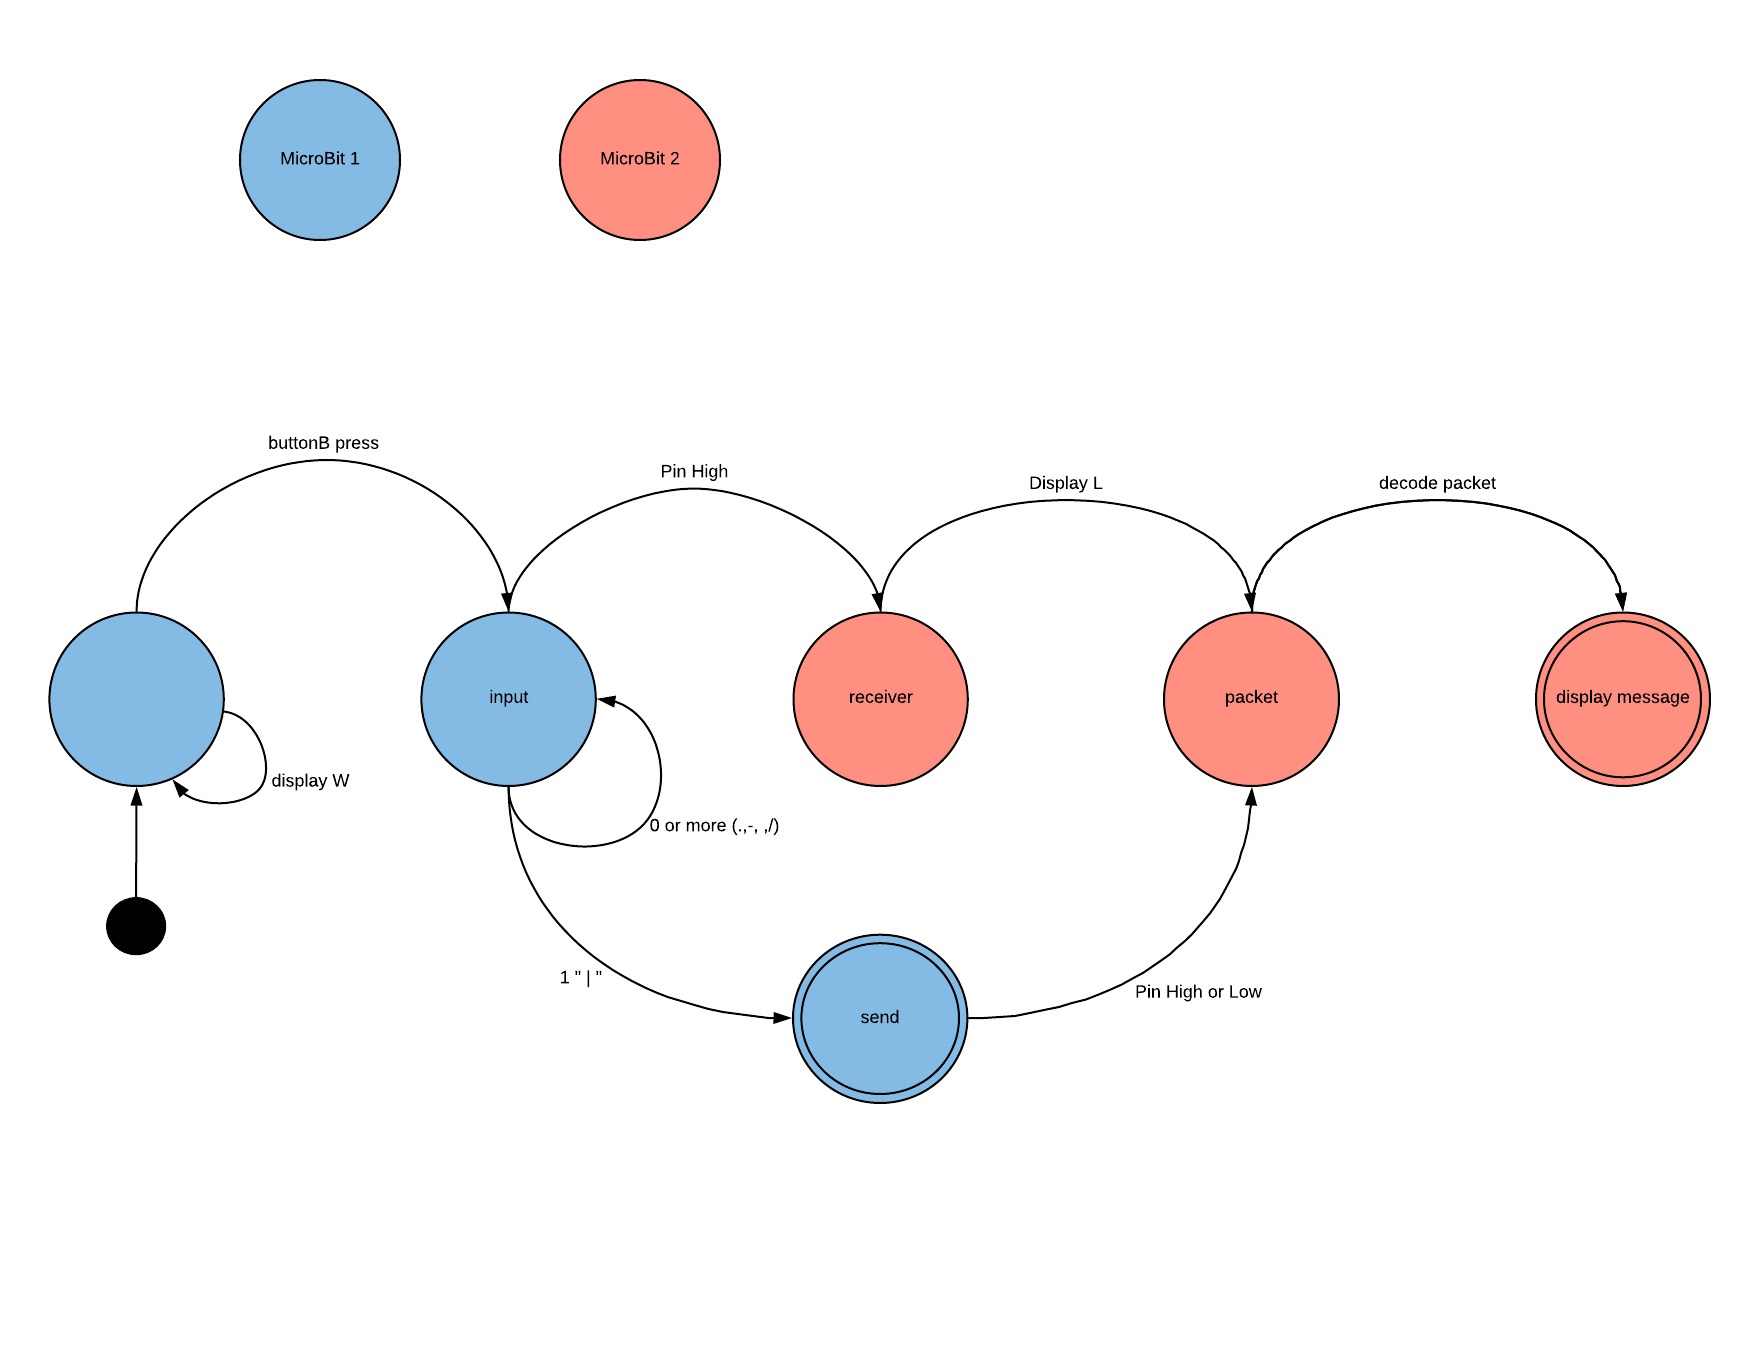 MicroBit 1
MicroBit 2
buttonB press
Pin High
Display L
decode packet
input
receiver
packet
display message
display W
0 or more (.,-, ,/)
1 " | "
send
Pin High or Low